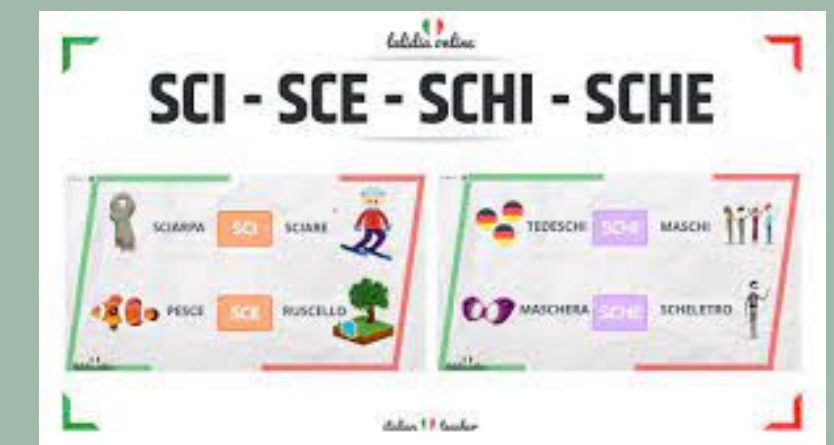 lalidia online
SCI - SCE - SCHI - SCHE
SCIARPA SCI SCIARE
PESCE SCE RUSCELLO
TEDESCHI SCHI MASCHI
MASCHERA SCHE SCHELETRO
italian teacher